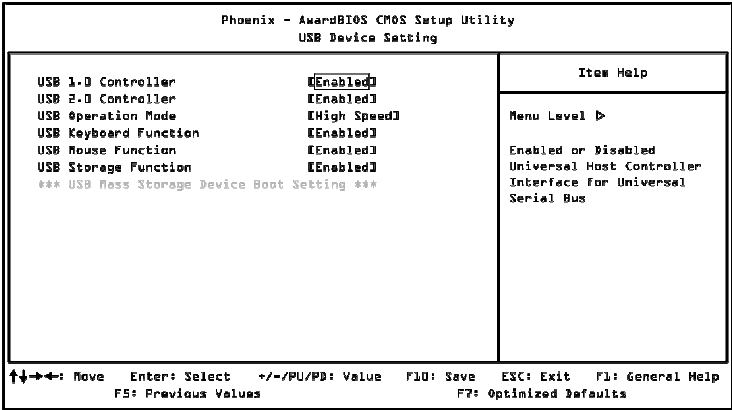 Phoenix - AwardBIOS CMOS Setup Utility
USB Device Setting
USB 1.0 Controller [Enabled]
USB 2.0 Controller [Enabled]
USB Operation Mode [High Speed]
USB Keyboard Function [Enabled]
USB Mouse Function [Enabled]
USB Storage Function [Enabled]
*** USB Mass Storage Device Boot Setting ***
Item Help
Menu Level ▷
Enabled or Disabled
Universal Host Controller
Interface for Universal
Serial Bus
↑↓→←: Move Enter: Select +/-/PU/PD: Value F10: Save ESC: Exit F1: General Help
F5: Previous Values F7: Optimized Defaults